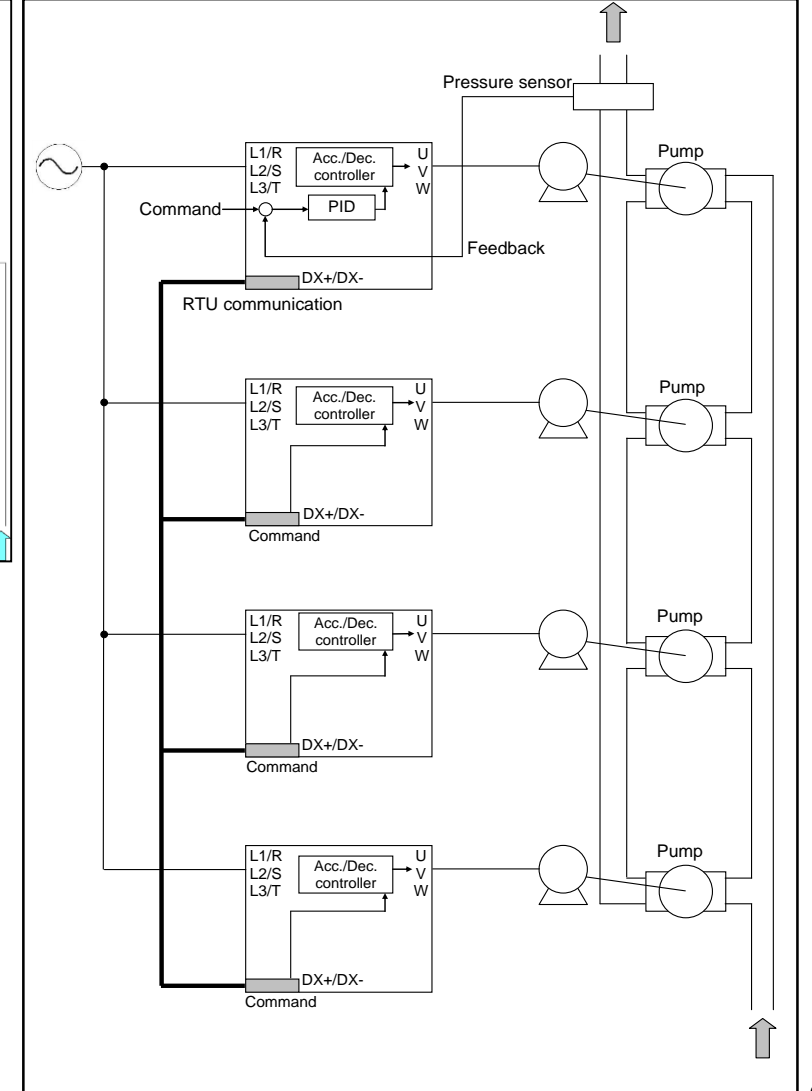 Pressure sensor
L1/R
L2/S
L3/T
Acc./Dec.
controller
U
V
W
Pump
Command
PID
Feedback
DX+/DX-
RTU communication
L1/R
L2/S
L3/T
Acc./Dec.
controller
U
V
W
Pump
DX+/DX-
Command
L1/R
L2/S
L3/T
Acc./Dec.
controller
U
V
W
Pump
DX+/DX-
Command
L1/R
L2/S
L3/T
Acc./Dec.
controller
U
V
W
Pump
DX+/DX-
Command